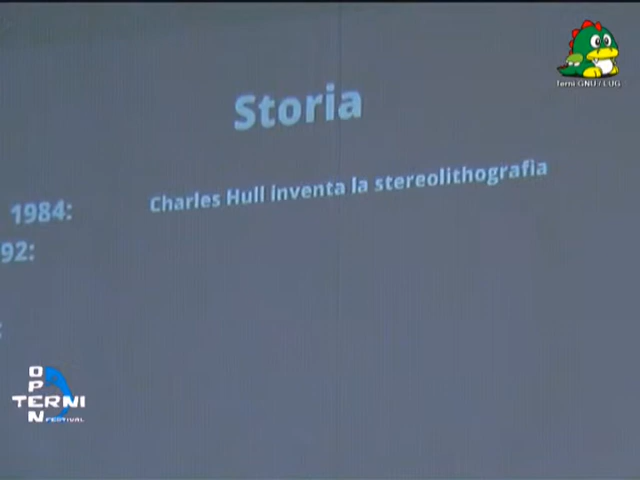 Terni GNU / LUG
Storia
1984: Charles Hull inventa la stereolithografia
92:
:
OPEN
TERNI
FESTIVAL